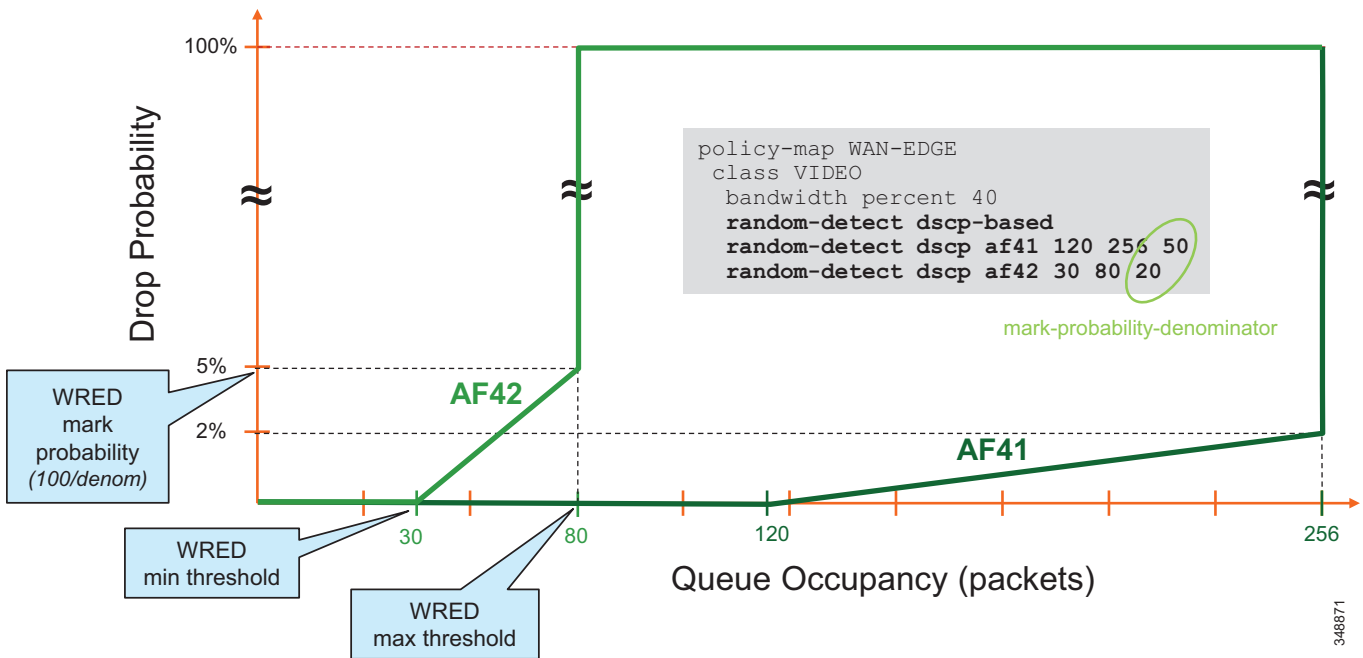 100%
Drop Probability
≈
≈
≈
policy-map WAN-EDGE
class VIDEO
bandwidth percent 40
random-detect dscp-based
random-detect dscp af41 120 256 50
random-detect dscp af42 30 80 20
mark-probability-denominator
5%
WRED
mark
probability
(100/denom)
AF42
2%
AF41
30
80
120
256
WRED
min threshold
WRED
max threshold
Queue Occupancy (packets)
348871